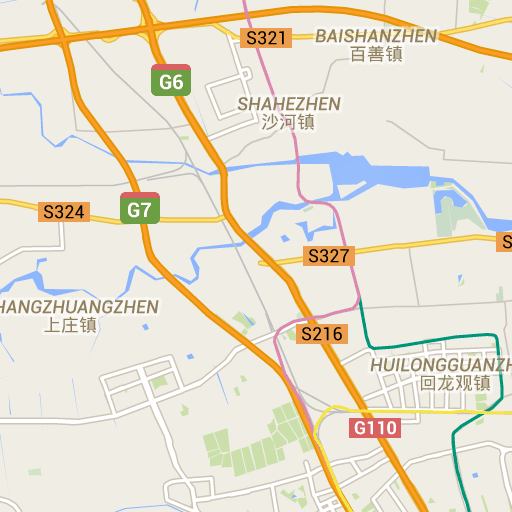 S321
BAISHANZHEN
百善镇
G6
SHAHEZHEN
沙河镇
S324
G7
S327
S
HANGZHUANGZHEN
上庄镇
S216
HUILONGGUANZH
回龙观镇
G110